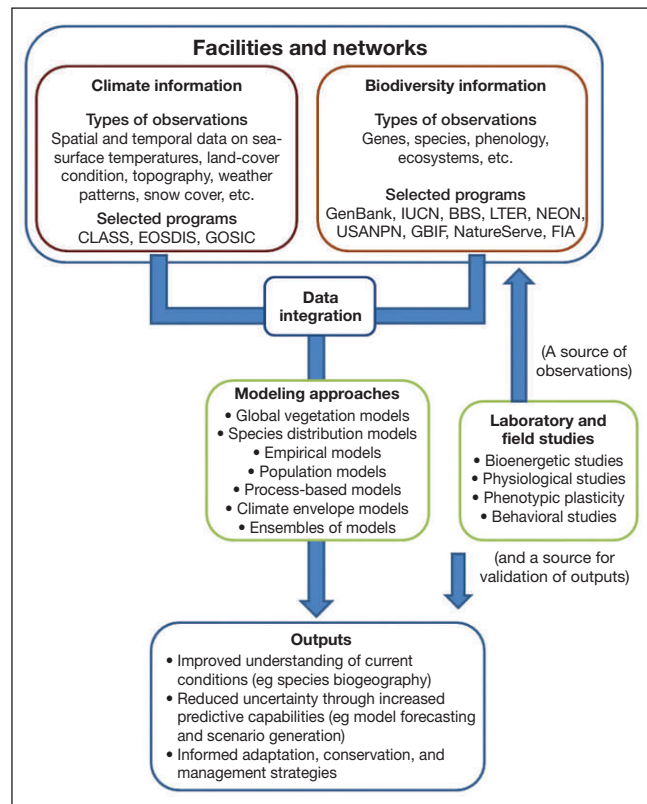 Facilities and networks
Climate information
Types of observations
Spatial and temporal data on sea-
surface temperatures, land-cover
condition, topography, weather
patterns, snow cover, etc.
Selected programs
CLASS, EOSDIS, GOSIC
Biodiversity information
Types of observations
Genes, species, phenology,
ecosystems, etc.
Selected programs
GenBank, IUCN, BBS, LTER, NEON,
USANPN, GBIF, NatureServe, FIA
Data
integration
Modeling approaches
• Global vegetation models
• Species distribution models
• Empirical models
• Population models
• Process-based models
• Climate envelope models
• Ensembles of models
(A source of
observations)
Laboratory and
field studies
• Bioenergetic studies
• Physiological studies
• Phenotypic plasticity
• Behavioral studies
(and a source for
validation of outputs)
Outputs
• Improved understanding of current
conditions (eg species biogeography)
• Reduced uncertainty through increased
predictive capabilities (eg model forecasting
and scenario generation)
• Informed adaptation, conservation, and
management strategies